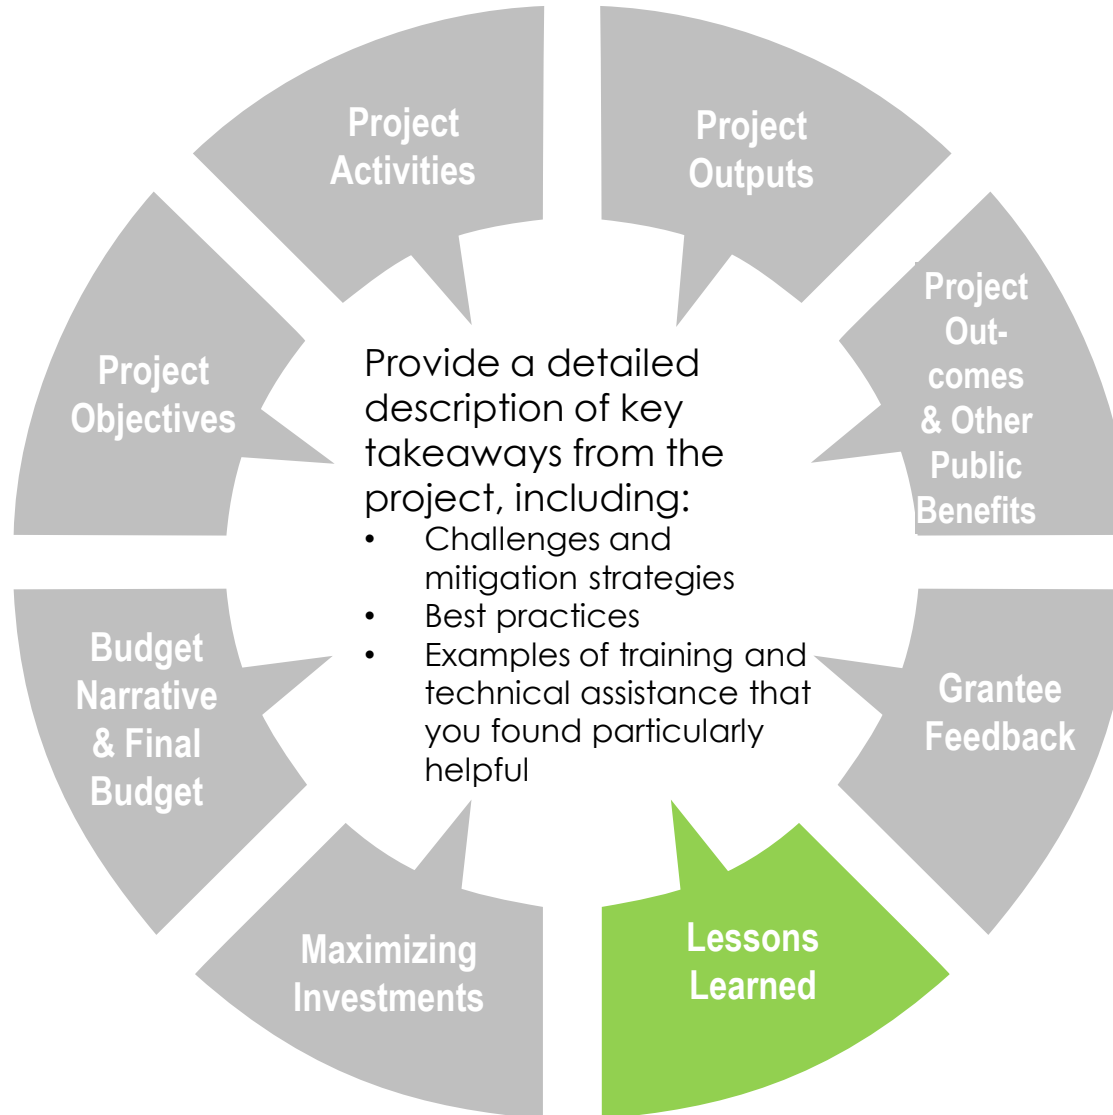 Project
Activities
Project
Outputs
Project
Out-
comes
& Other
Public
Benefits
Grantee
Feedback
Lessons
Learned
Maximizing
Investments
Budget
Narrative
& Final
Budget
Project
Objectives
Provide a detailed
description of key
takeaways from the
project, including:
• Challenges and
mitigation strategies
• Best practices
• Examples of training and
technical assistance that
you found particularly
helpful